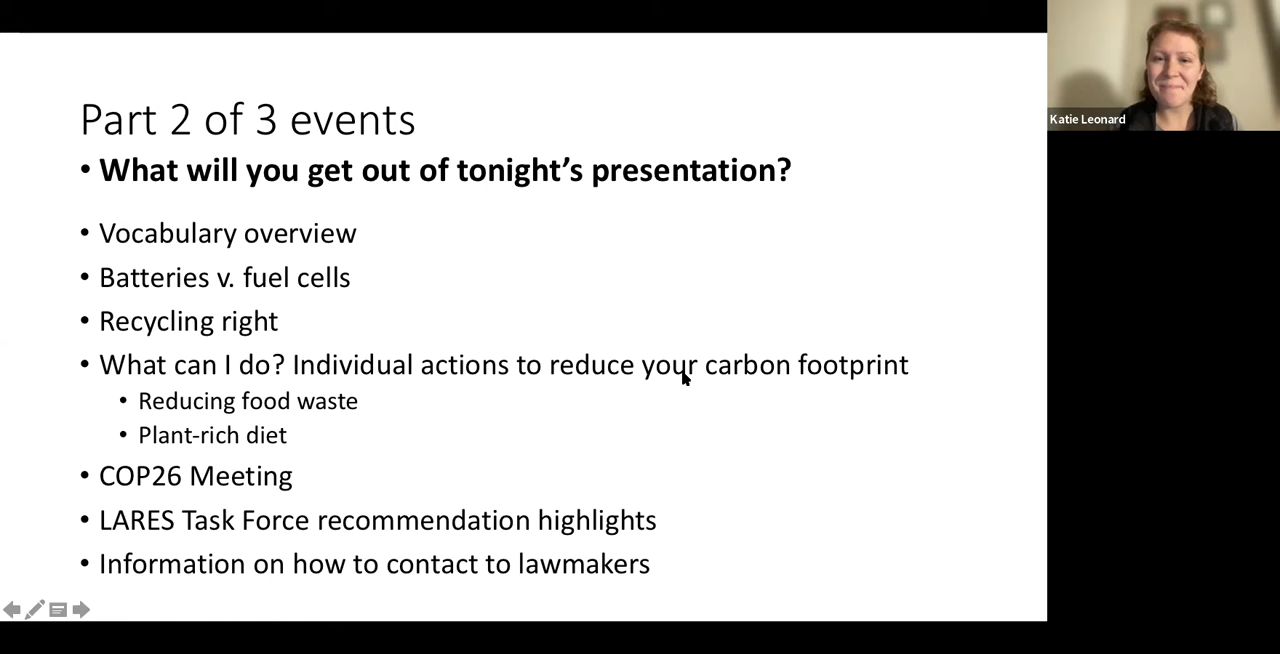 Part 2 of 3 events
• What will you get out of tonight’s presentation?
• Vocabulary overview
• Batteries v. fuel cells
• Recycling right
• What can I do? Individual actions to reduce your carbon footprint
• Reducing food waste
• Plant-rich diet
• COP26 Meeting
• LARES Task Force recommendation highlights
• Information on how to contact to lawmakers
Katie Leonard